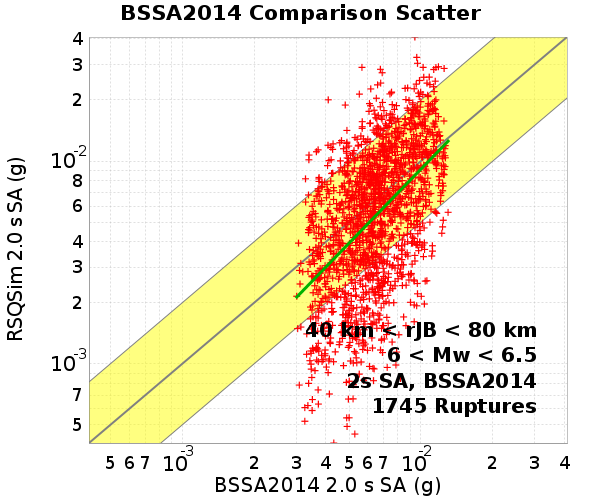 BSSA2014 Comparison Scatter
RSQSim 2.0 s SA (g)
4
3
2
10-2
8
6
4
3
2
10-3
7
5
40 km < rJB < 80 km
6 < Mw < 6.5
2s SA, BSSA2014
1745 Ruptures
5 6 7 10-3 2 3 4 5 6 7 10-2 2 3 4
BSSA2014 2.0 s SA (g)